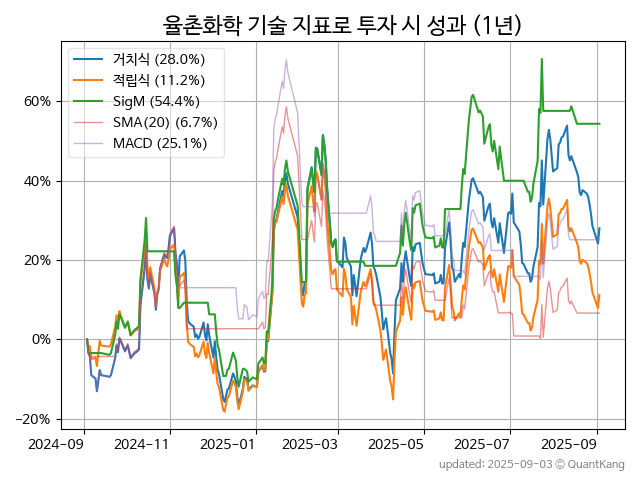 율촌화학 기술 지표로 투자 시 성과 (1년)
거치식 (28.0%)
적립식 (11.2%)
SigM (54.4%)
SMA(20) (6.7%)
MACD (25.1%)
60%
40%
20%
0%
−20%
2024−09 2024−11 2025−01 2025−03 2025−05 2025−07 2025−09
updated: 2025-09-03 © QuantKang